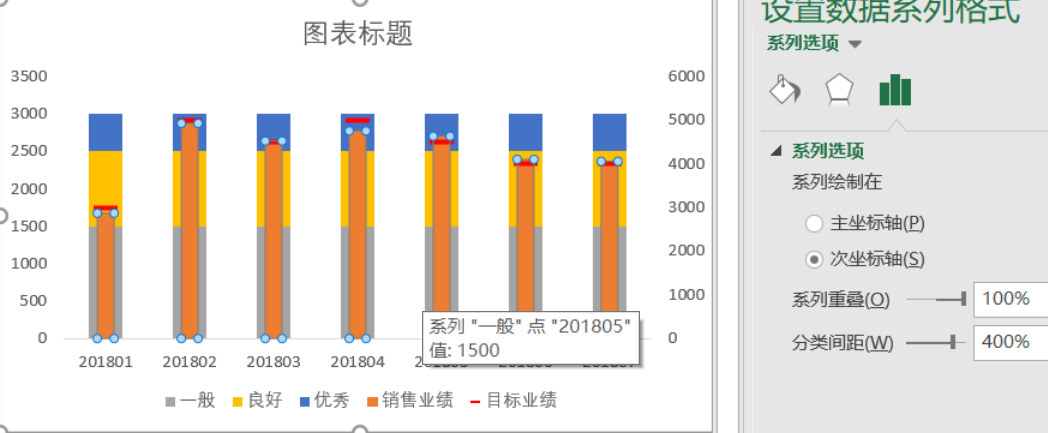 设置数据系列格式
系列选项
图表标题
3500
3000
2500
2000
1500
1000
500
0
6000
5000
4000
3000
2000
1000
0
201801
201802
201803
201804
系列 "一般" 点 "201805"
值: 1500
一般 良好 优秀 销售业绩 目标业绩
系列选项
系列绘制在
主坐标轴(P)
次坐标轴(S)
系列重叠(O) 100%
分类间距(W) 400%